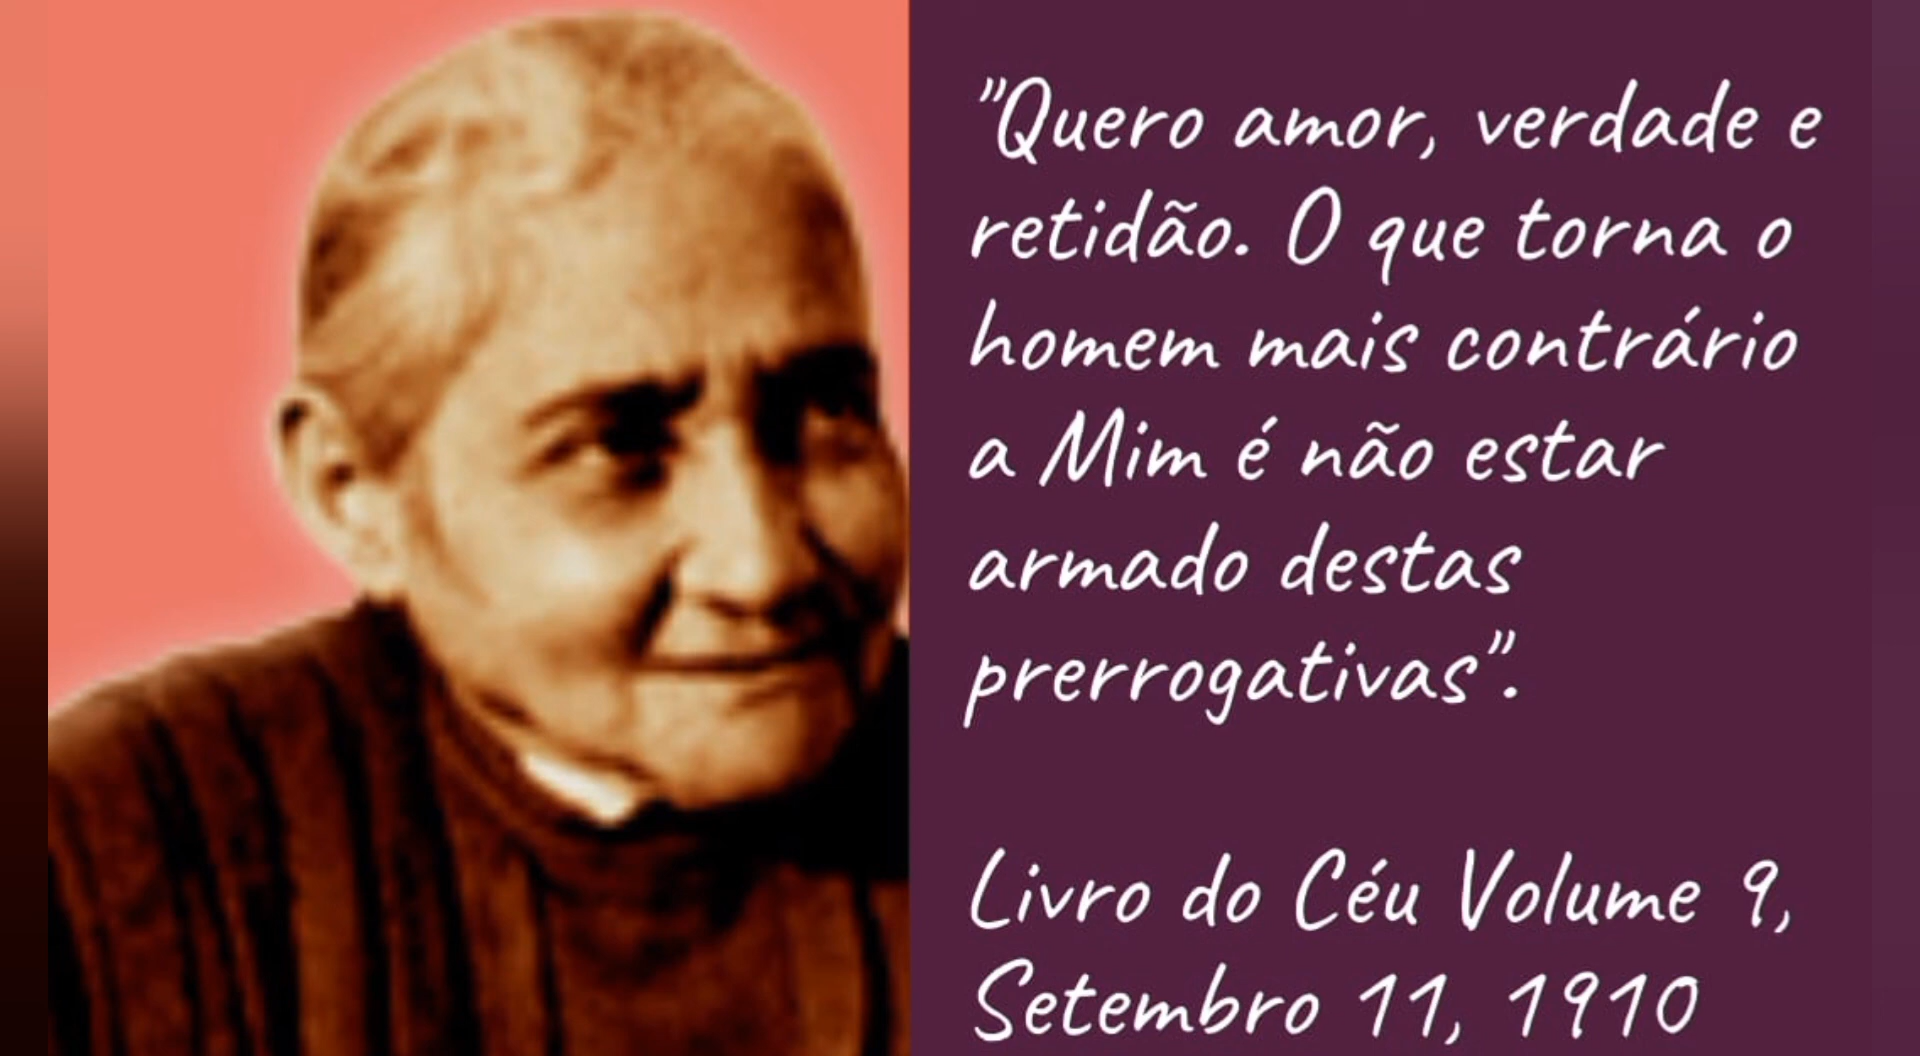 "Quero amor, verdade e
retidão. O que torna o
homem mais contrário
a Mim é não estar
armado destas
prerrogativas".
Livro do Céu Volume 9,
Setembro 11, 1910